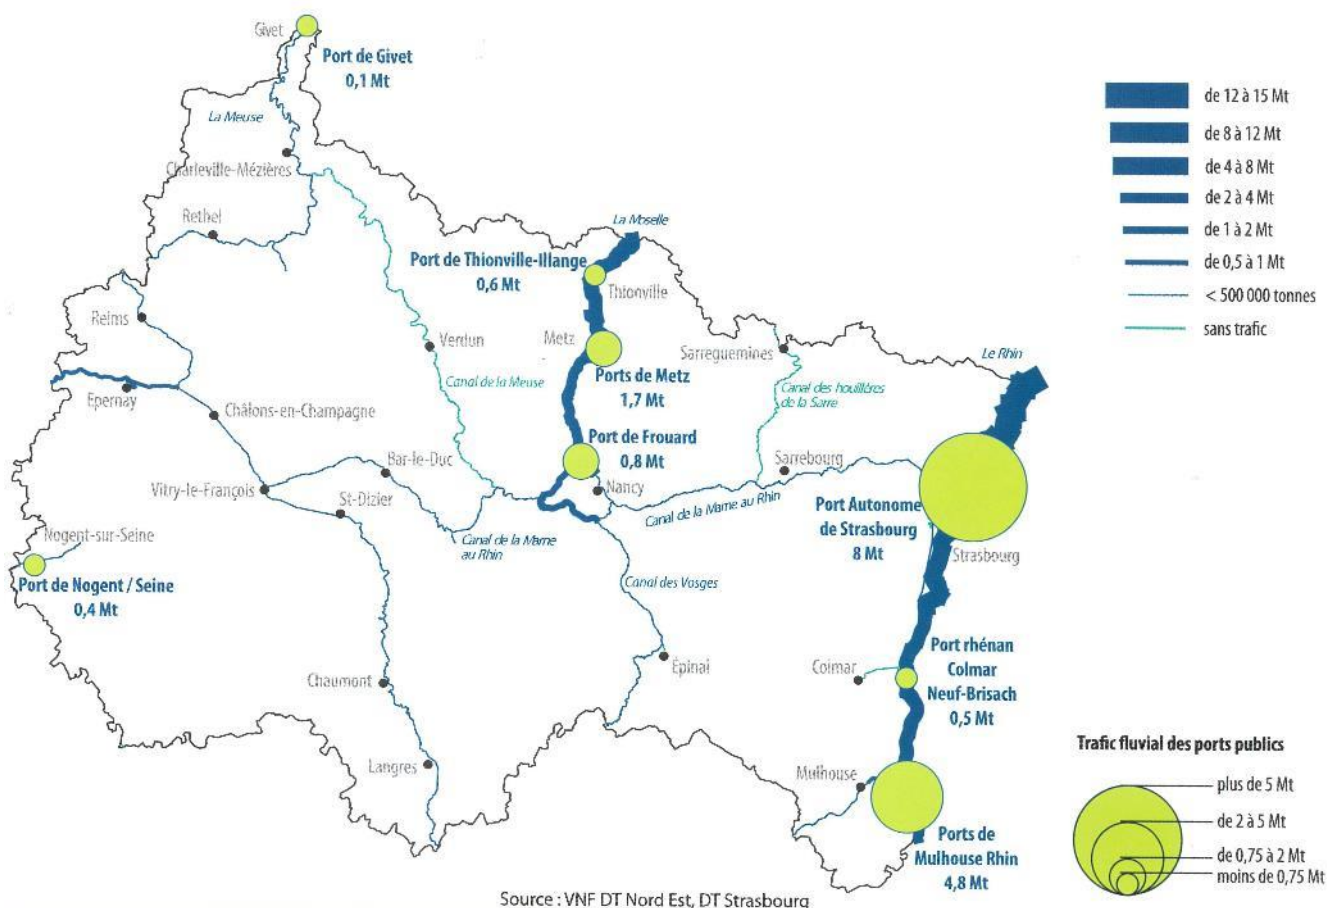 Givet
Port de Givet
0,1 Mt
La Meuse
Charleville-Mézières
Rethel
Reims
Epernay
Châlons-en-Champagne
Vitry-le-François
Bar-le-Duc
St-Dizier
Nogent-sur-Seine
Port de Nogent / Seine
0,4 Mt
Chaumont
Langres
Verdun
Canal de la Meuse
Canal de la Marne
au Rhin
La Moselle
Port de Thionville-Illange
0,6 Mt
Thionville
Metz
Ports de Metz
1,7 Mt
Port de Frouard
0,8 Mt
Nancy
Canal de la Marne au Rhin
Canal des Vosges
Épinal
Sarreguemines
Canal des houillères
de la Sarre
Sarrebourg
Le Rhin
Port Autonome
de Strasbourg
8 Mt
Strasbourg
Colmar
Port rhénan
Colmar
Neuf-Brisach
0,5 Mt
Mulhouse
Ports de
Mulhouse Rhin
4,8 Mt
de 12 à 15 Mt
de 8 à 12 Mt
de 4 à 8 Mt
de 2 à 4 Mt
de 1 à 2 Mt
de 0,5 à 1 Mt
< 500 000 tonnes
sans trafic
Trafic fluvial des ports publics
plus de 5 Mt
de 2 à 5 Mt
de 0,75 à 2 Mt
moins de 0,75 Mt
Source : VNF DT Nord Est, DT Strasbourg